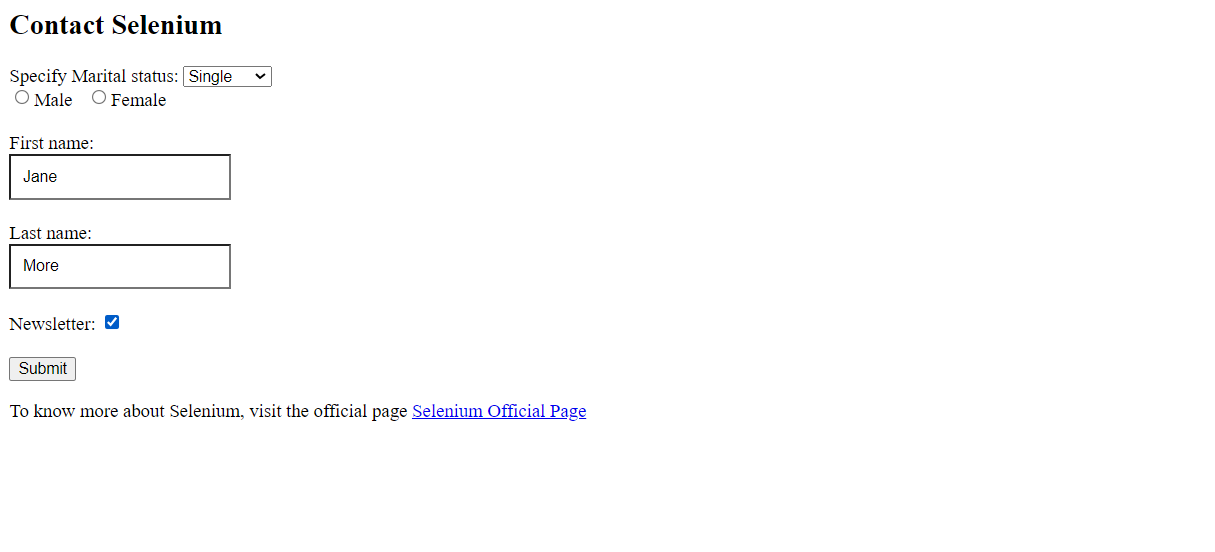 Contact Selenium
Specify Marital status: Single
Male Female
First name:
Jane
Last name:
More
Newsletter:
Submit
To know more about Selenium, visit the official page Selenium Official Page